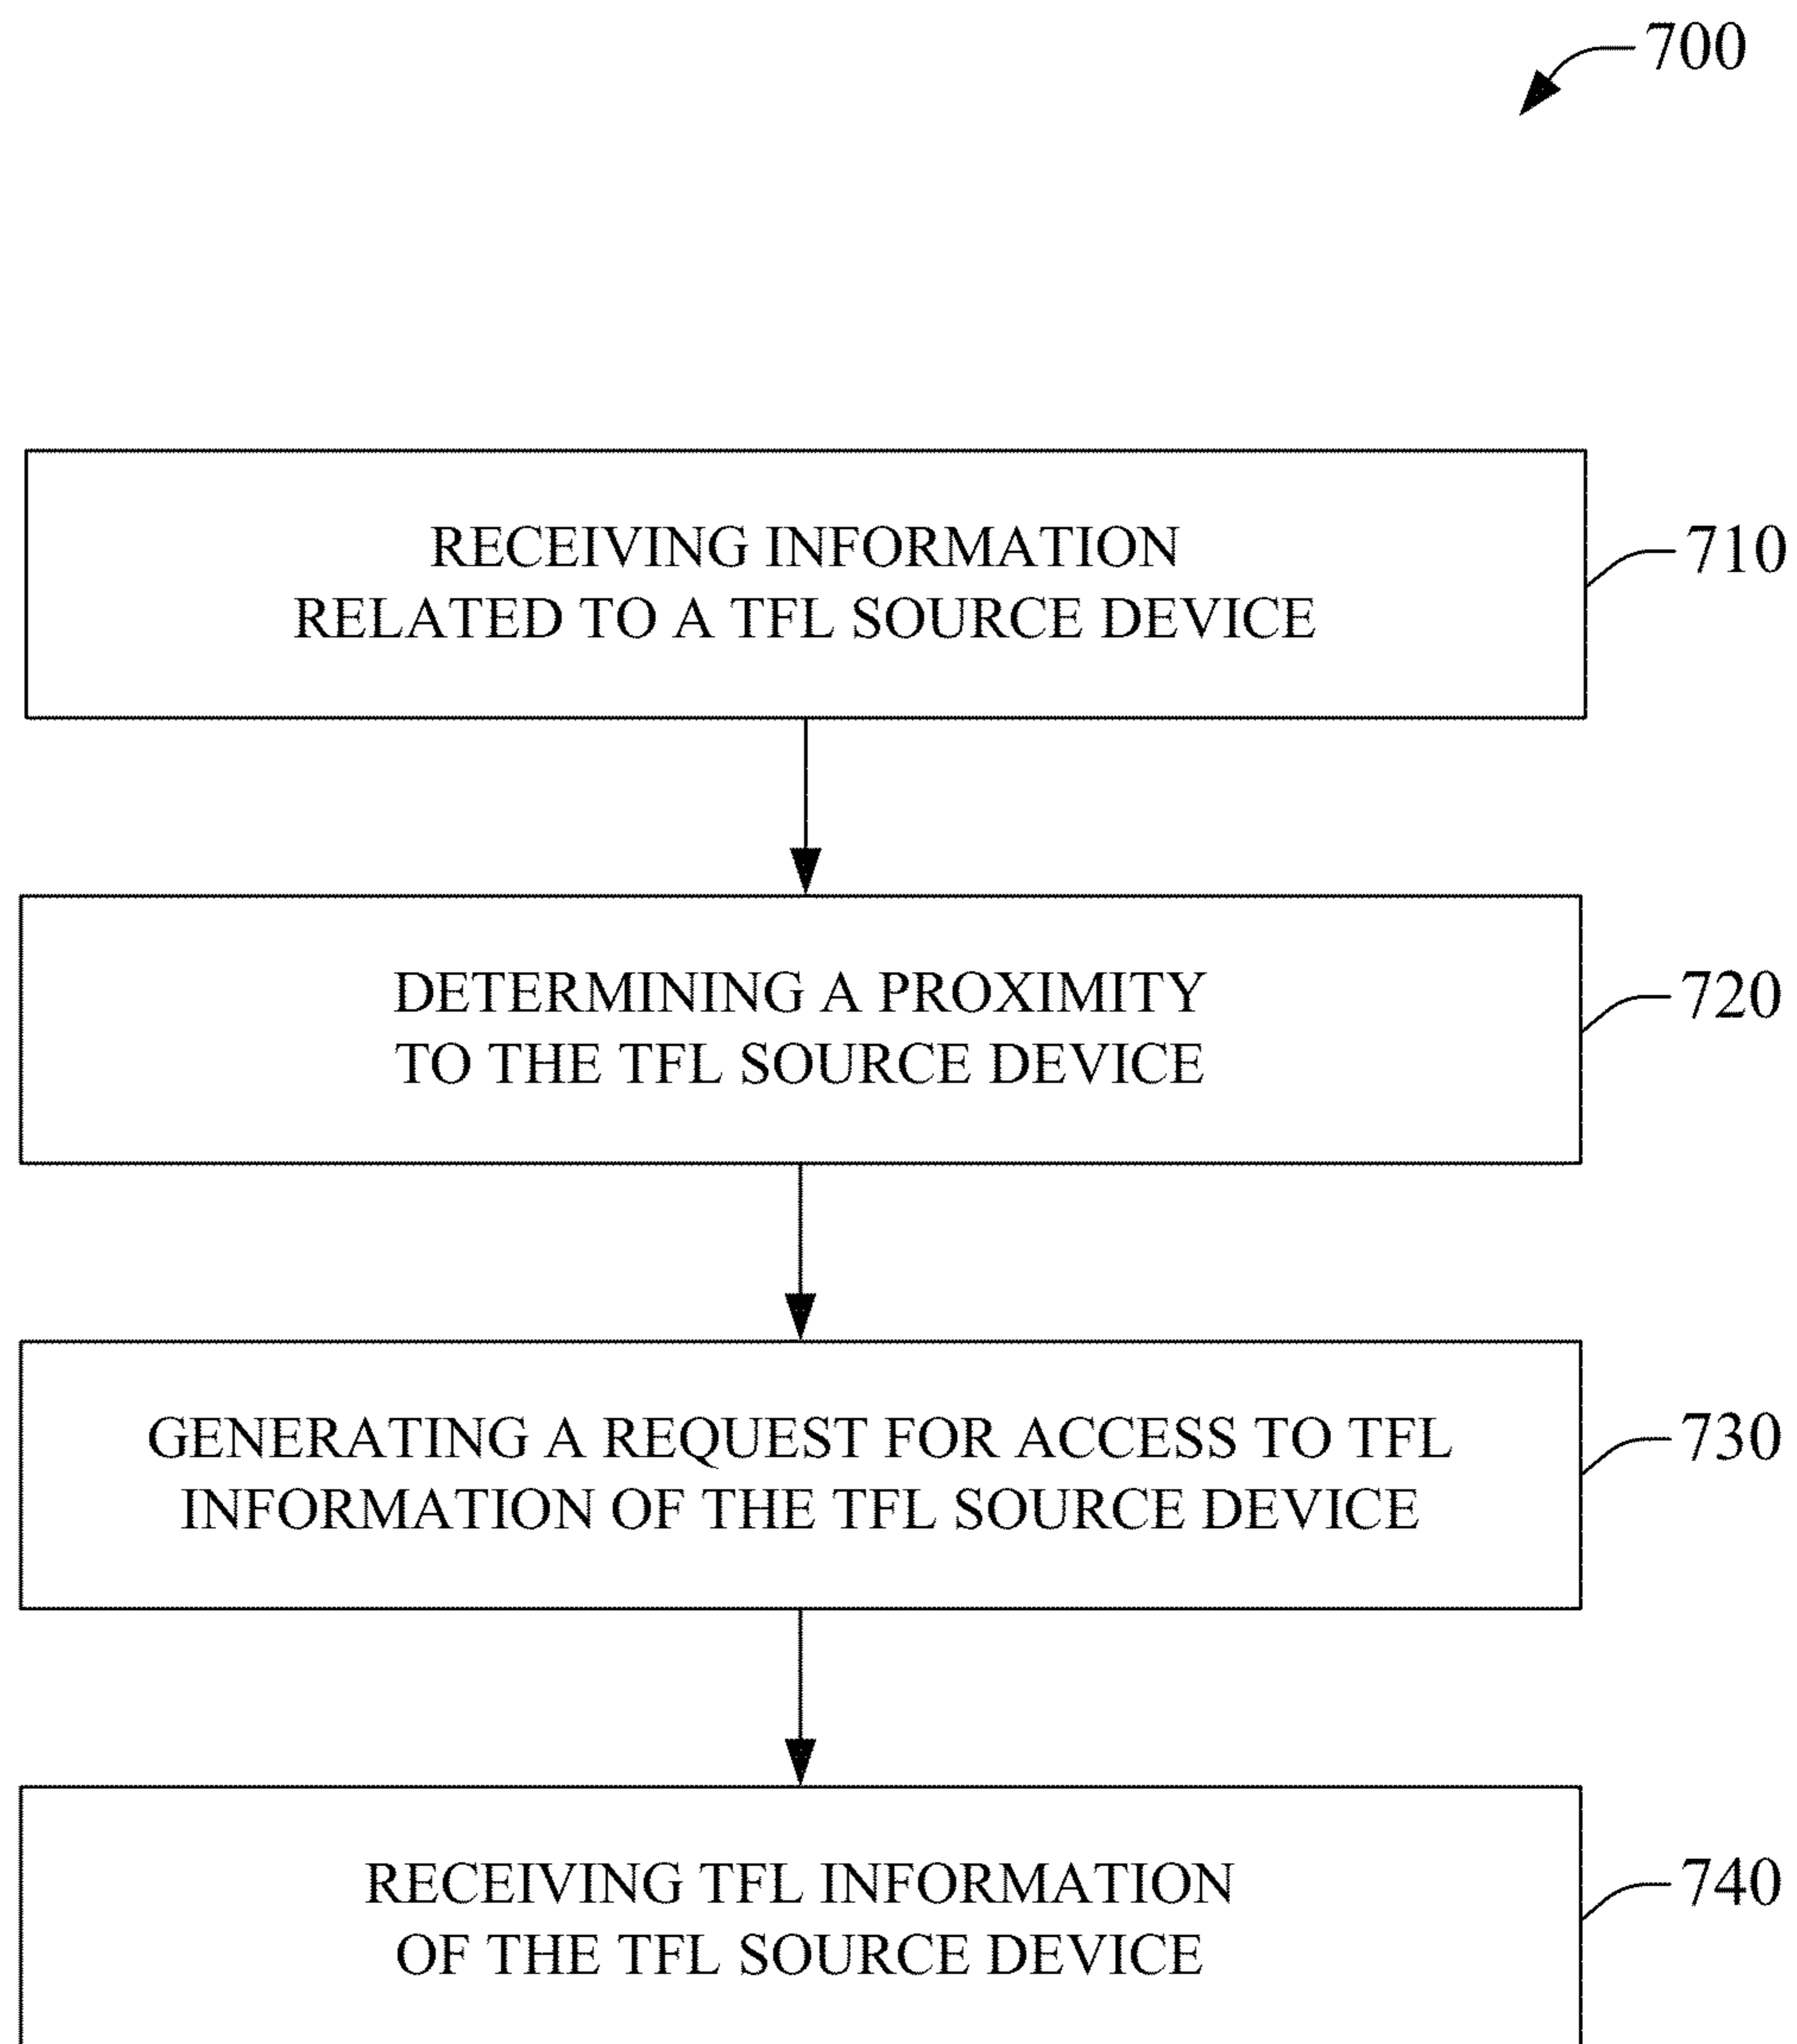 700
RECEIVING INFORMATION
RELATED TO A TFL SOURCE DEVICE
710
DETERMINING A PROXIMITY
TO THE TFL SOURCE DEVICE
720
GENERATING A REQUEST FOR ACCESS TO TFL
INFORMATION OF THE TFL SOURCE DEVICE
730
RECEIVING TFL INFORMATION
OF THE TFL SOURCE DEVICE
740